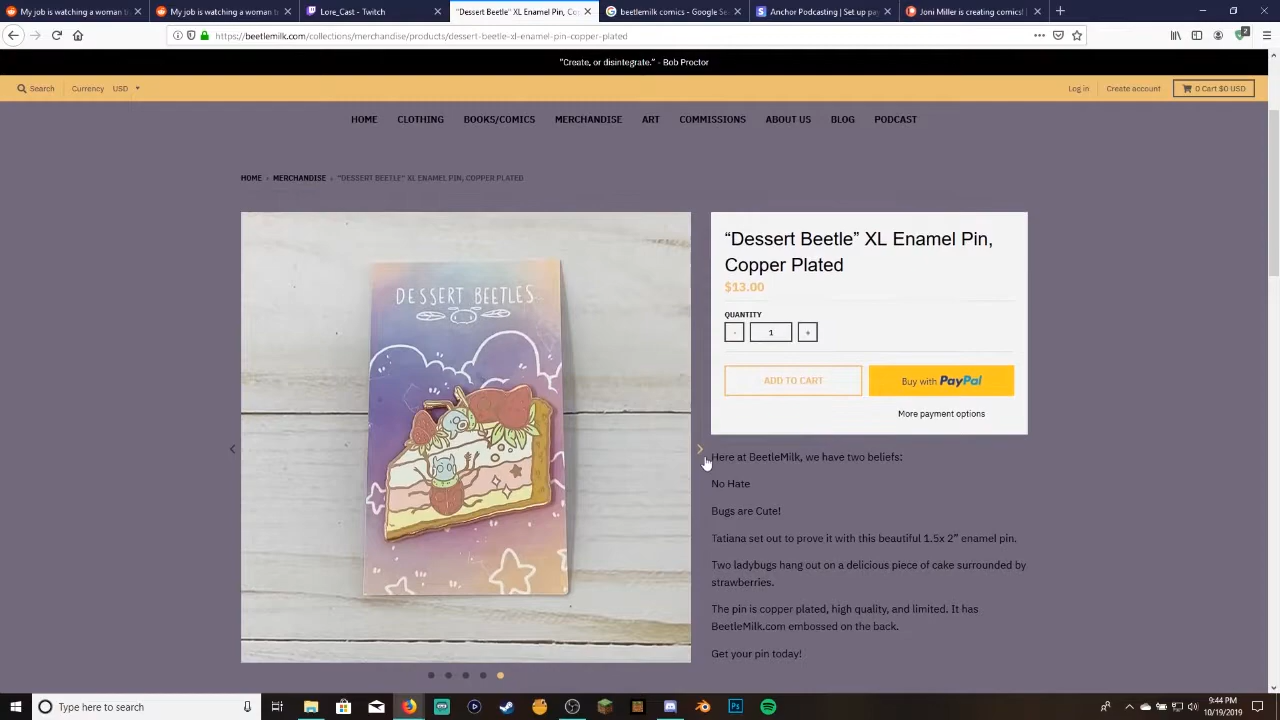 My job is watching a woman t
My job is watching a woman t
Lore_Cast - Twitch
"Dessert Beetle" XL Enamel Pin, Co
beetlemilk comics - Google Se
Anchor Podcasting | Set up pa
Joni Miller is creating comics!
https://beetlemilk.com/collections/merchandise/products/dessert-beetle-xl-enamel-pin-copper-plated
2
"Create, or disintegrate." - Bob Proctor
Search
Currency USD
Log in
Create account
0 Cart $0 USD
HOME CLOTHING BOOKS/COMICS MERCHANDISE ART COMMISSIONS ABOUT US BLOG PODCAST
HOME › MERCHANDISE › "DESSERT BEETLE" XL ENAMEL PIN, COPPER PLATED
DESSERT BEETLES
“Dessert Beetle” XL Enamel Pin,
Copper Plated
$13.00
QUANTITY
- 1 +
ADD TO CART
Buy with PayPal
More payment options
Here at BeetleMilk, we have two beliefs:
No Hate
Bugs are Cute!
Tatiana set out to prove it with this beautiful 1.5x 2” enamel pin.
Two ladybugs hang out on a delicious piece of cake surrounded by
strawberries.
The pin is copper plated, high quality, and limited. It has
BeetleMilk.com embossed on the back.
Get your pin today!
Type here to search
9:44 PM
10/19/2019